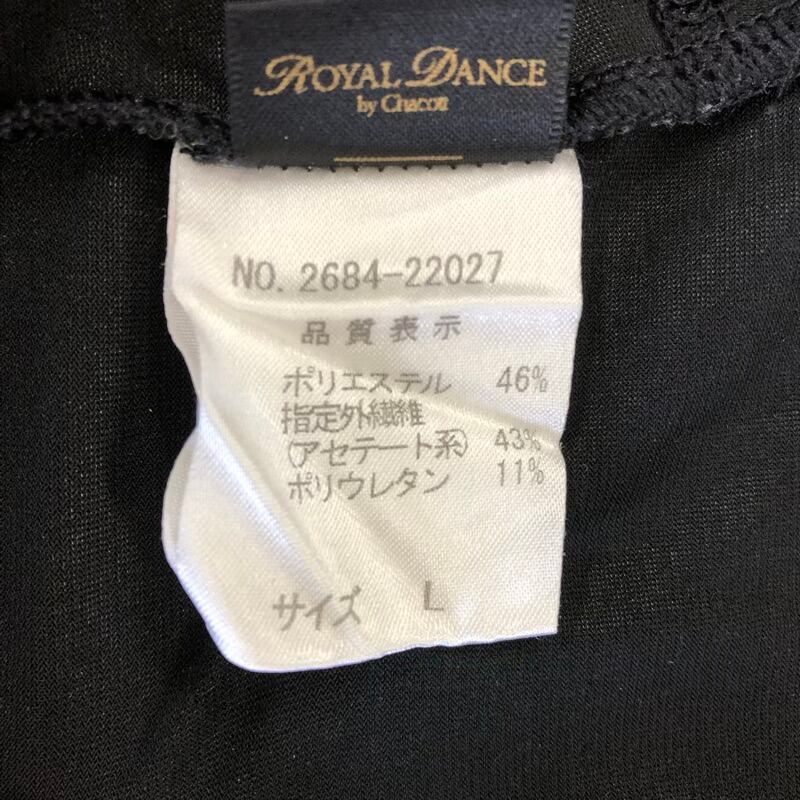 ROYAL DANCE
by Chacott
NO. 2684-22027
品質表示
ポリエステル 46%
指定外繊維
(アセテート系) 43%
ポリウレタン 11%
サイズ L